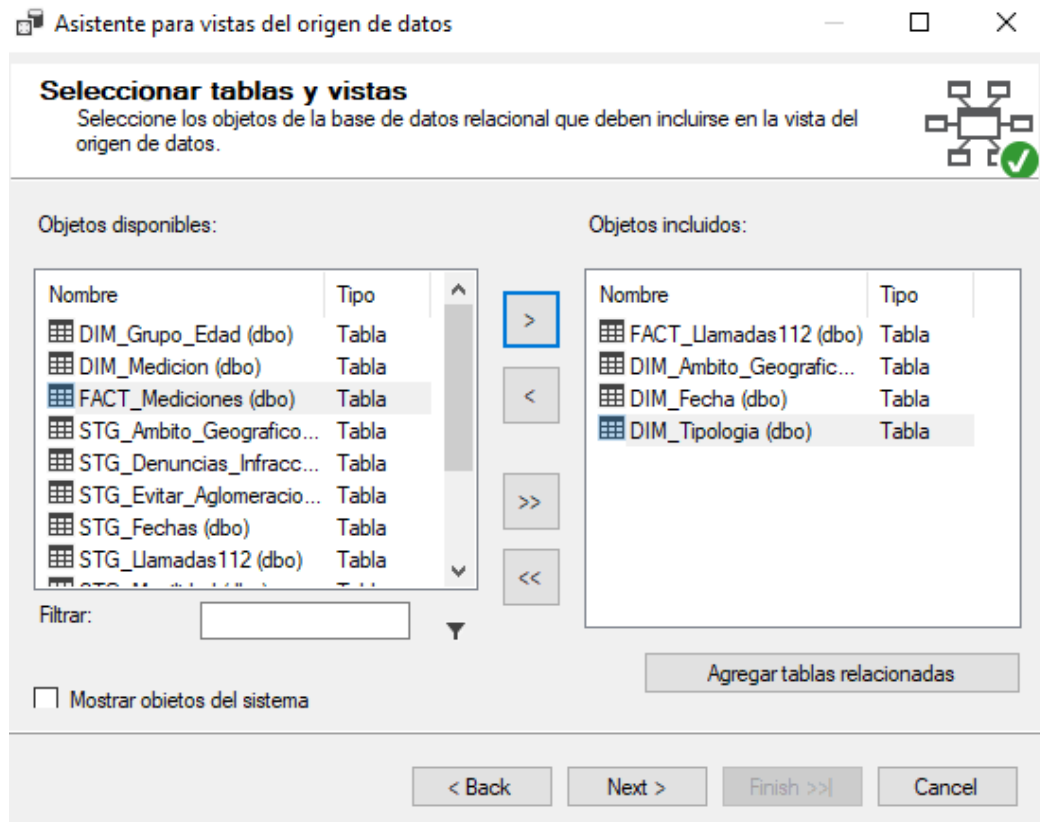 Asistente para vistas del origen de datos
Seleccionar tablas y vistas
Seleccione los objetos de la base de datos relacional que deben incluirse en la vista del
origen de datos.
Objetos disponibles:
Nombre Tipo
DIM_Grupo_Edad (dbo) Tabla
DIM_Medicion (dbo) Tabla
FACT_Mediciones (dbo) Tabla
STG_Ambito_Geografico... Tabla
STG_Denuncias_Infracc... Tabla
STG_Evitar_Aglomeracio... Tabla
STG_Fechas (dbo) Tabla
STG_Llamadas112 (dbo) Tabla
Filtrar:
Mostrar objetos del sistema
>
<
>>
<<
Objetos incluidos:
Nombre Tipo
FACT_Llamadas112 (dbo) Tabla
DIM_Ambito_Geografic... Tabla
DIM_Fecha (dbo) Tabla
DIM_Tipologia (dbo) Tabla
Agregar tablas relacionadas
< Back Next > Finish >>| Cancel